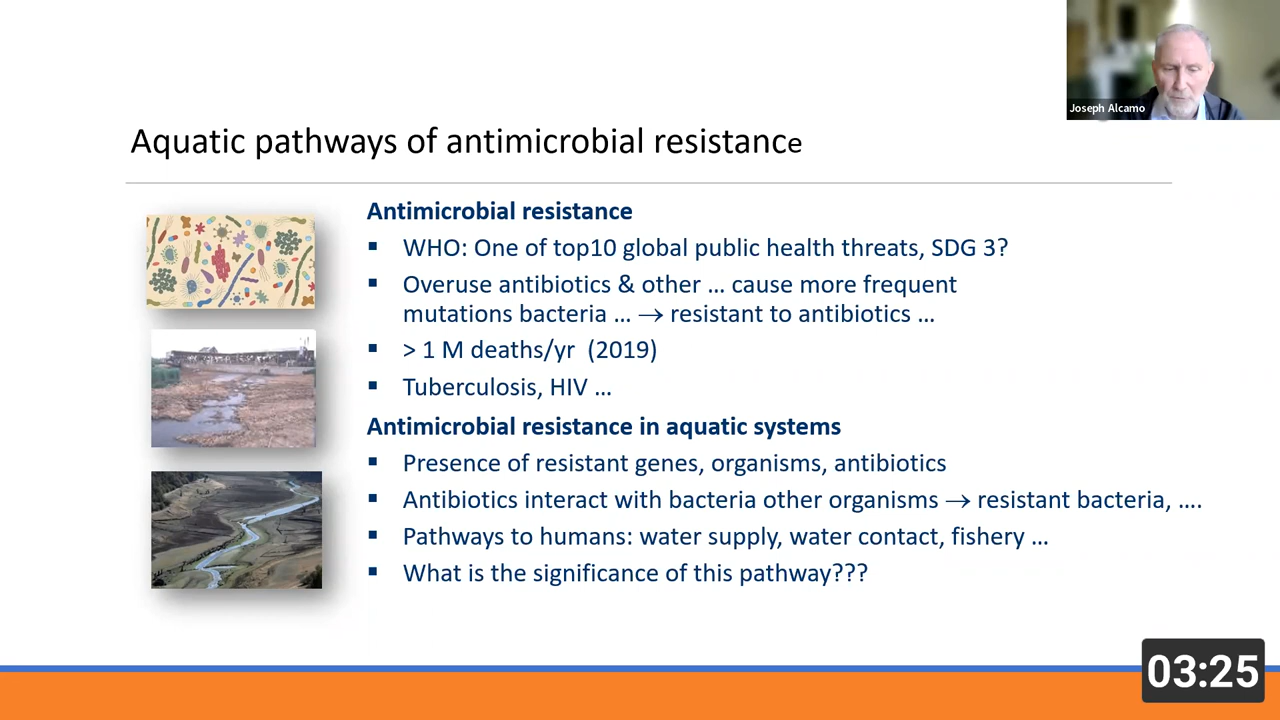 Joseph Alcamo
Aquatic pathways of antimicrobial resistance
Antimicrobial resistance
▪ WHO: One of top10 global public health threats, SDG 3?
▪ Overuse antibiotics & other … cause more frequent
mutations bacteria … → resistant to antibiotics …
▪ > 1 M deaths/yr (2019)
▪ Tuberculosis, HIV …
Antimicrobial resistance in aquatic systems
▪ Presence of resistant genes, organisms, antibiotics
▪ Antibiotics interact with bacteria other organisms → resistant bacteria, ….
▪ Pathways to humans: water supply, water contact, fishery …
▪ What is the significance of this pathway???
03:25